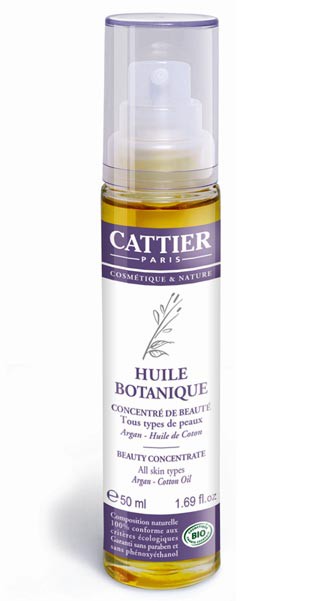 CATTIER
PARIS
COSMÉTIQUE & NATURE
HUILE
BOTANIQUE
CONCENTRÉ DE BEAUTÉ
Tous types de peaux
Argan - Huile de Coton
BEAUTY CONCENTRATE
All skin types
Argan - Cotton Oil
e 50 ml 1.69 fl.oz
Composition naturelle
100% conforme aux
critères écologiques
Garanti sans paraben et
sans phénoxyéthanol
BIO